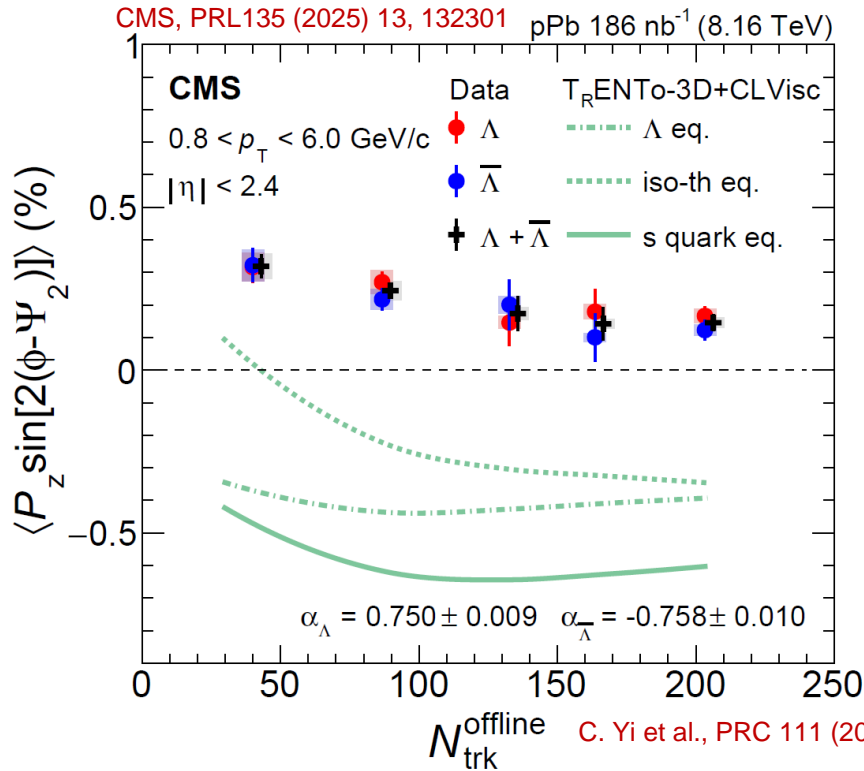 CMS, PRL135 (2025) 13, 132301
pPb 186 nb⁻¹ (8.16 TeV)
CMS
0.8 < p_T < 6.0 GeV/c
|η| < 2.4
Data
Λ
Λ̅
Λ + Λ̅
T_RENTo-3D+CLVisc
Λ eq.
iso-th eq.
s quark eq.
⟨P_z sin[2(ϕ-Ψ_2)]⟩ (%)
1
0.5
0
−0.5
α_Λ = 0.750 ± 0.009 α_Λ̅ = -0.758 ± 0.010
0 50 100 150 200 250
N_trk^offline
C. Yi et al., PRC 111 (20